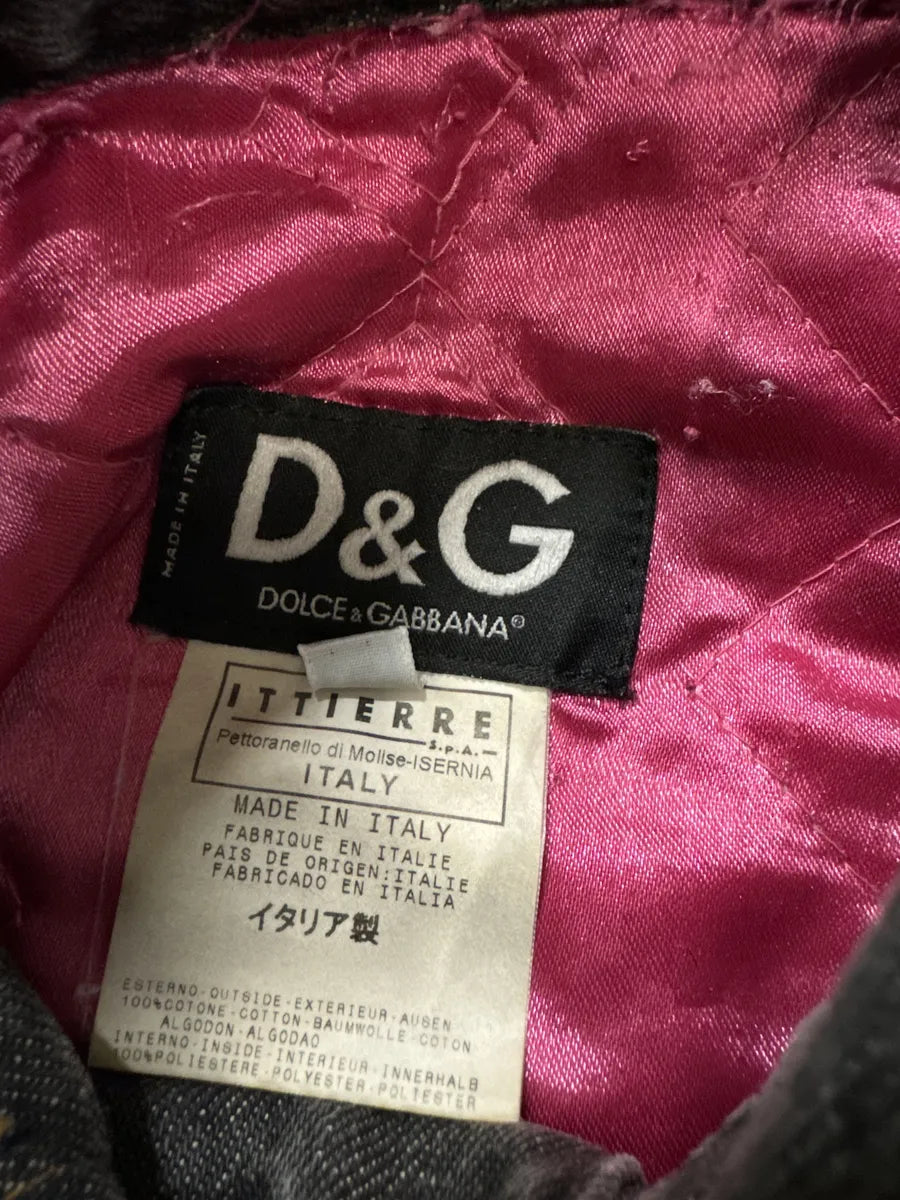 MADE IN ITALY
D&G
DOLCE&GABBANA®
ITTIERRE
S.p.A.
Pettoranello di Molise-ISERNIA
ITALY
MADE IN ITALY
FABRIQUE EN ITALIE
PAIS DE ORIGEN:ITALIE
FABRICADO EN ITALIA
イタリア製
ESTERNO-OUTSIDE-EXTERIEUR-AUSEN
100%COTONE-COTTON-BAUMWOLLE-COTON
ALGODON-ALGODAO
INTERNO-INSIDE-INTERIEUR-INNERHALB
100%POLIESTERE-POLYESTER-POLIESTER